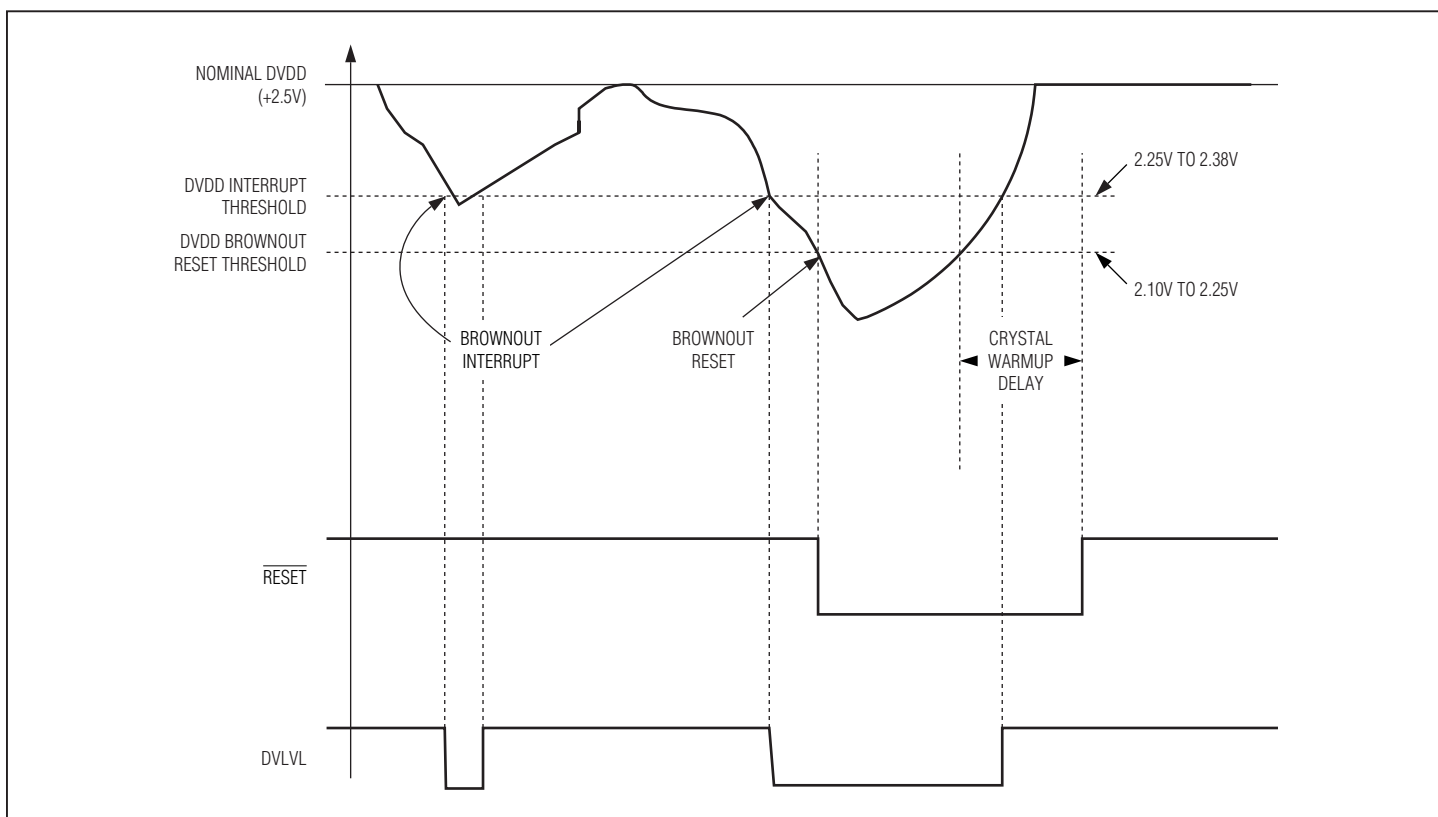 NOMINAL DVDD
(+2.5V)
DVDD INTERRUPT
THRESHOLD
DVDD BROWNOUT
RESET THRESHOLD
2.25V TO 2.38V
2.10V TO 2.25V
BROWNOUT
INTERRUPT
BROWNOUT
RESET
CRYSTAL
WARMUP
DELAY
RESET
DVLVL